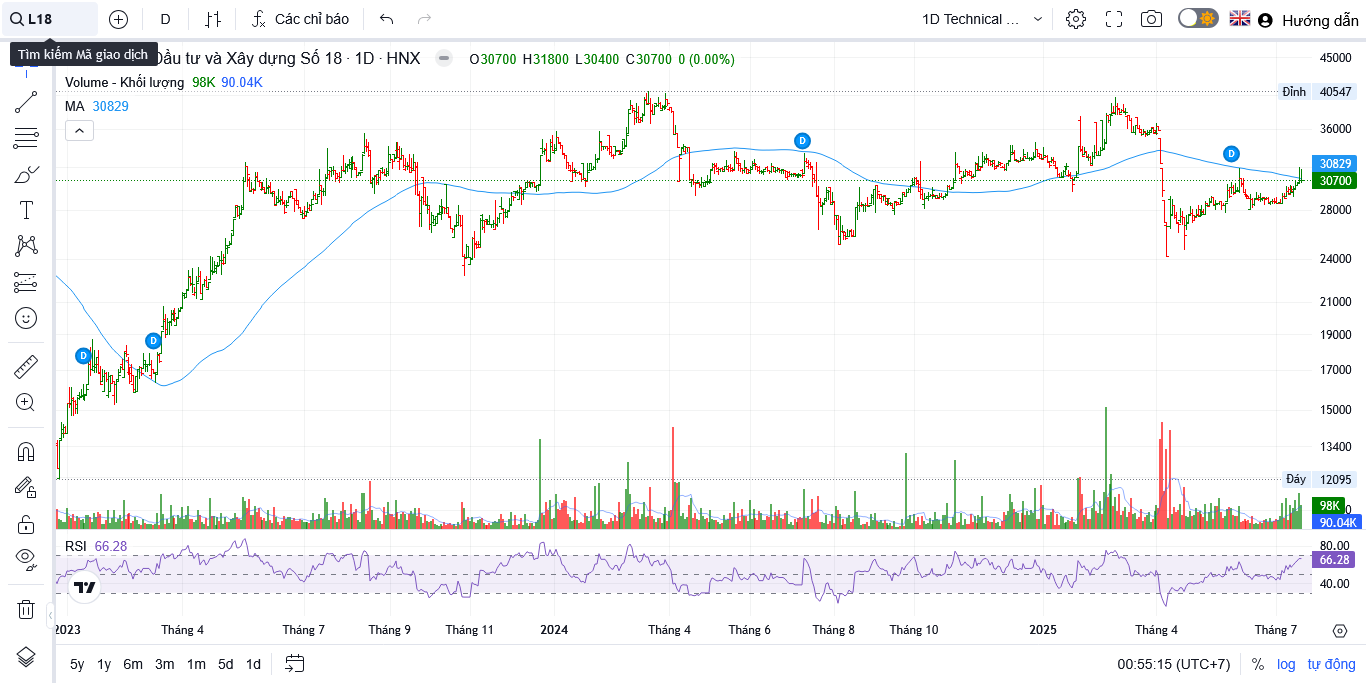 L18 D Các chỉ báo 1D Technical ... Hướng dẫn
Tìm kiếm Mã giao dịch
Đầu tư và Xây dựng Số 18 · 1D · HNX O30700 H31800 L30400 C30700 0 (0.00%)
Volume - Khối lượng 98K 90.04K
MA 30829
45000
Đỉnh 40547
36000
30829
30700
28000
24000
21000
19000
17000
15000
13400
Đáy 12095
98K
90.04K
D
D
D
D
T
RSI 66.28
80.00
66.28
40.00
2023 Tháng 4 Tháng 7 Tháng 9 Tháng 11 2024 Tháng 4 Tháng 6 Tháng 8 Tháng 10 2025 Tháng 4 Tháng 7
5y 1y 6m 3m 1m 5d 1d 00:55:15 (UTC+7) % log tự động